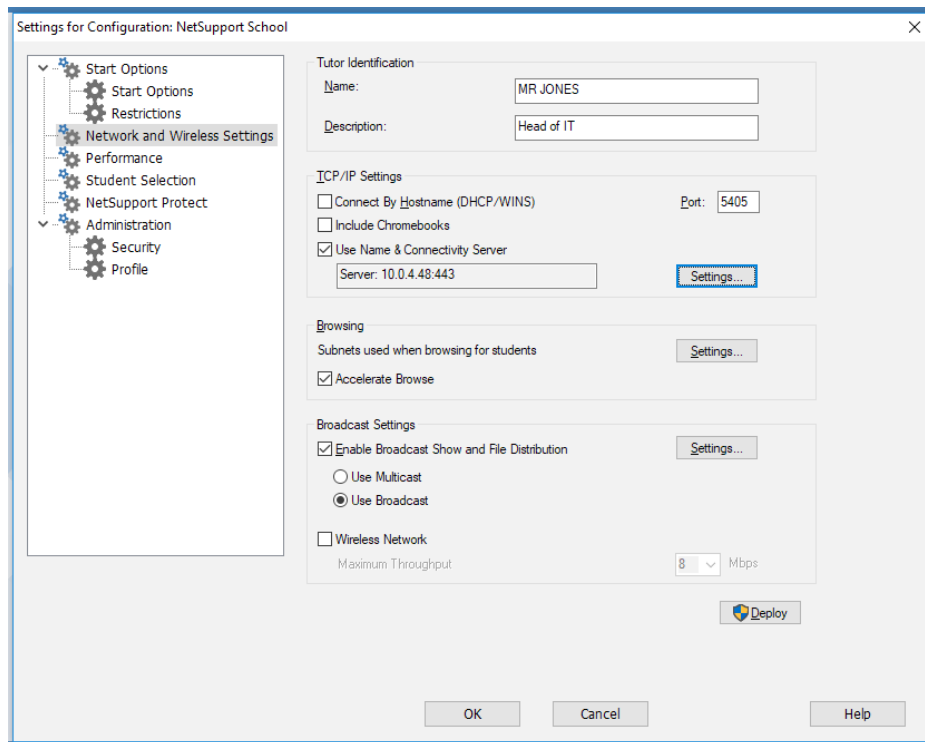 Settings for Configuration: NetSupport School
Start Options
Start Options
Restrictions
Network and Wireless Settings
Performance
Student Selection
NetSupport Protect
Administration
Security
Profile
Tutor Identification
Name: MR JONES
Description: Head of IT
TCP/IP Settings
Connect By Hostname (DHCP/WINS) Port: 5405
Include Chromebooks
Use Name & Connectivity Server
Server: 10.0.4.48:443 Settings...
Browsing
Subnets used when browsing for students Settings...
Accelerate Browse
Broadcast Settings
Enable Broadcast Show and File Distribution Settings...
Use Multicast
Use Broadcast
Wireless Network
Maximum Throughput 8 Mbps
Deploy
OK Cancel Help